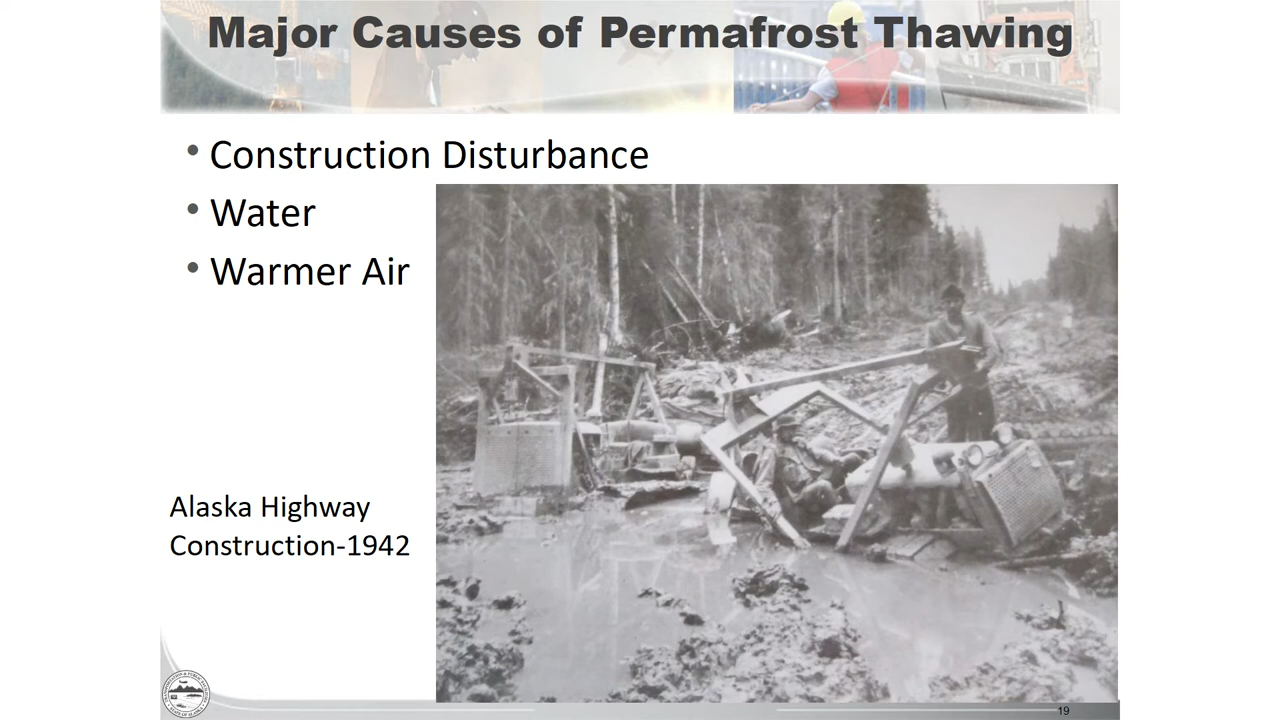 Major Causes of Permafrost Thawing
• Construction Disturbance
• Water
• Warmer Air
Alaska Highway
Construction-1942
19